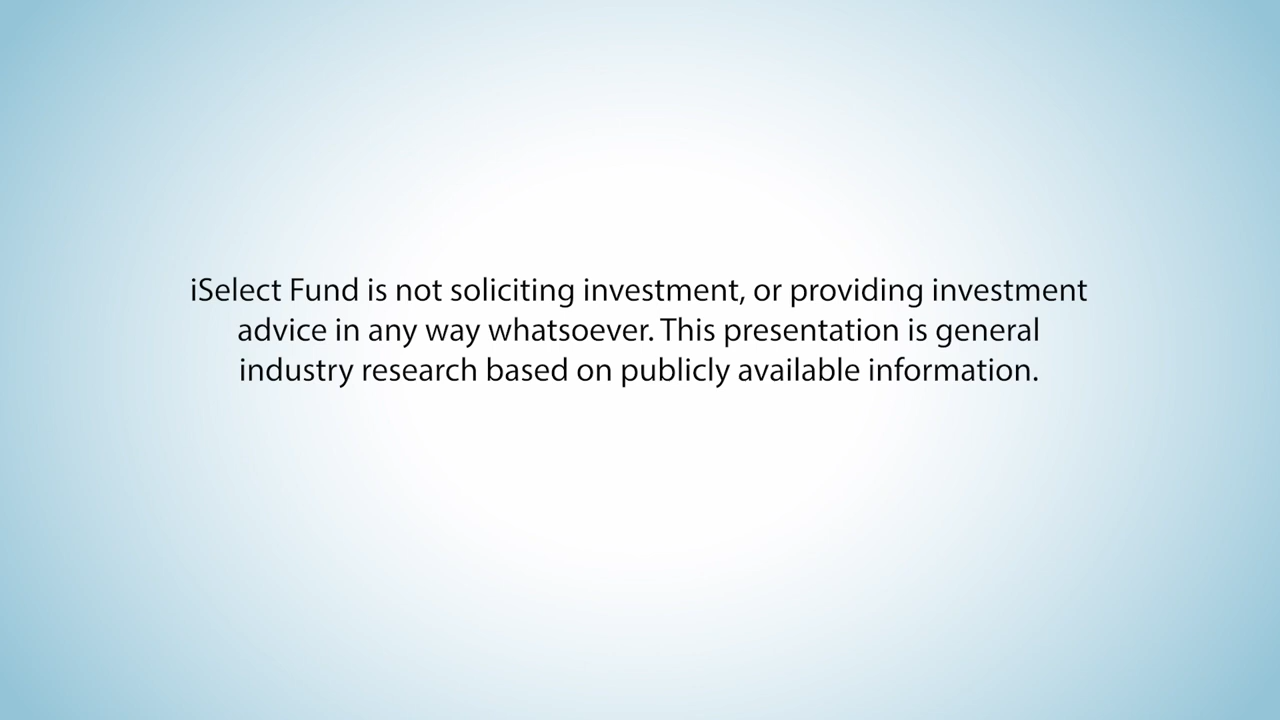 iSelect Fund is not soliciting investment, or providing investment
advice in any way whatsoever. This presentation is general
industry research based on publicly available information.